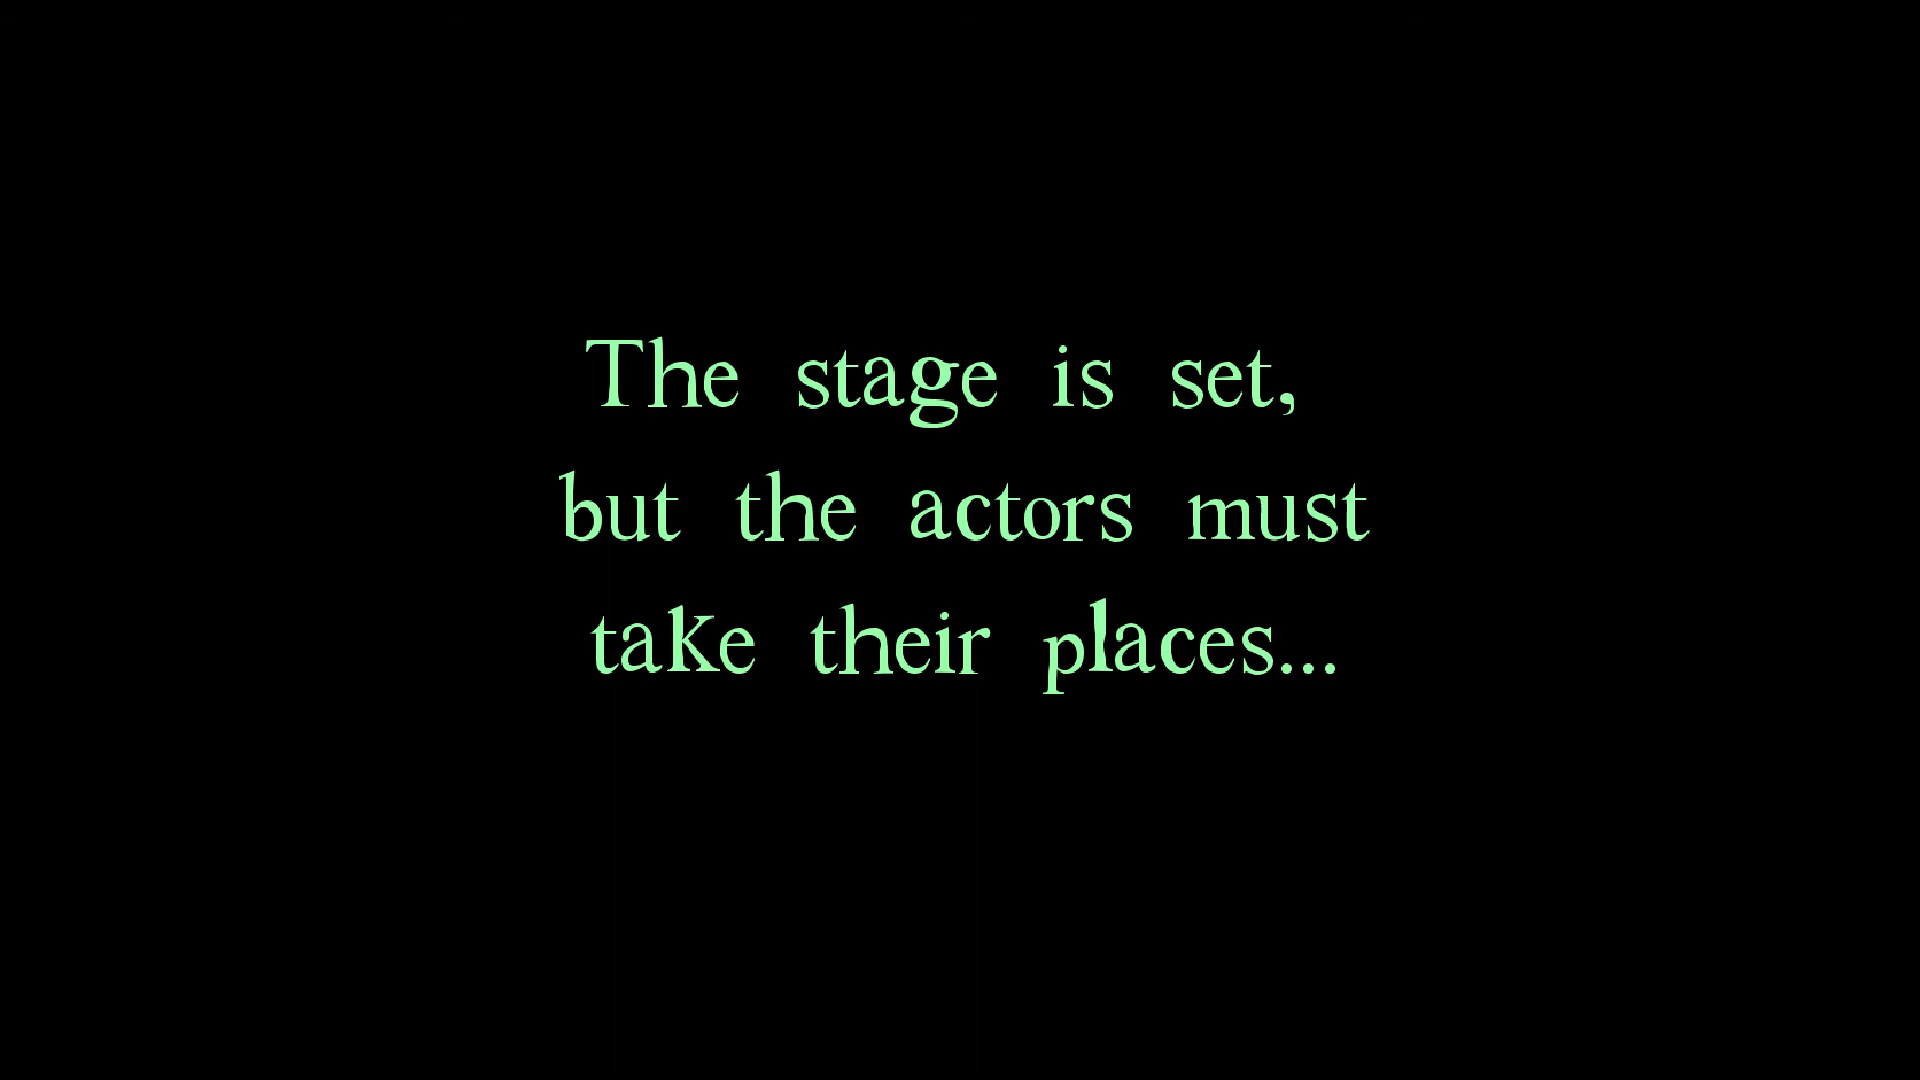 The stage is set,
but the actors must
take their places...